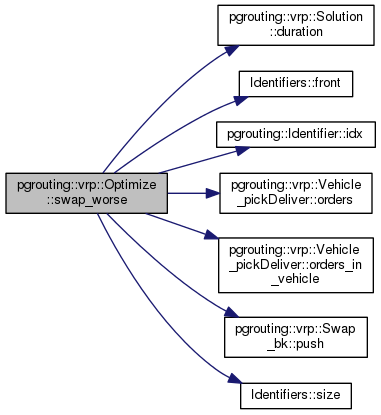 pgrouting::vrp::Solution
::duration
Identifiers::front
pgrouting::Identifier::idx
pgrouting::vrp::Optimize
::swap_worse
pgrouting::vrp::Vehicle
_pickDeliver::orders
pgrouting::vrp::Vehicle
_pickDeliver::orders_in
_vehicle
pgrouting::vrp::Swap
_bk::push
Identifiers::size